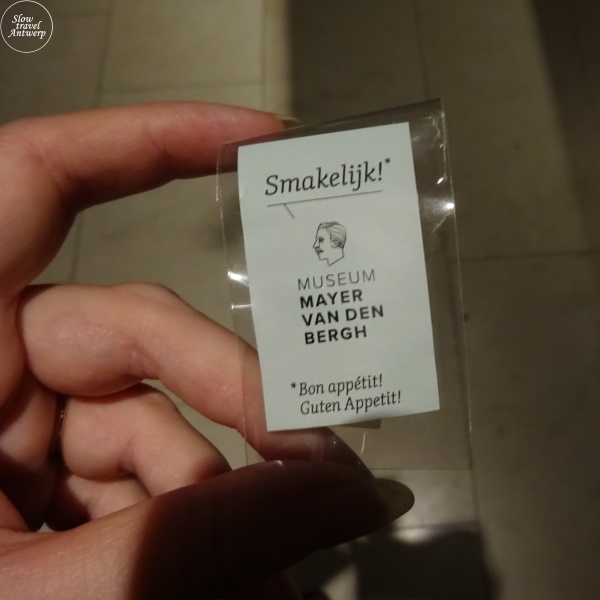 Slow
travel
Antwerp
Smakelijk!*
MUSEUM
MAYER
VAN DEN
BERGH
*Bon appétit!
Guten Appetit!